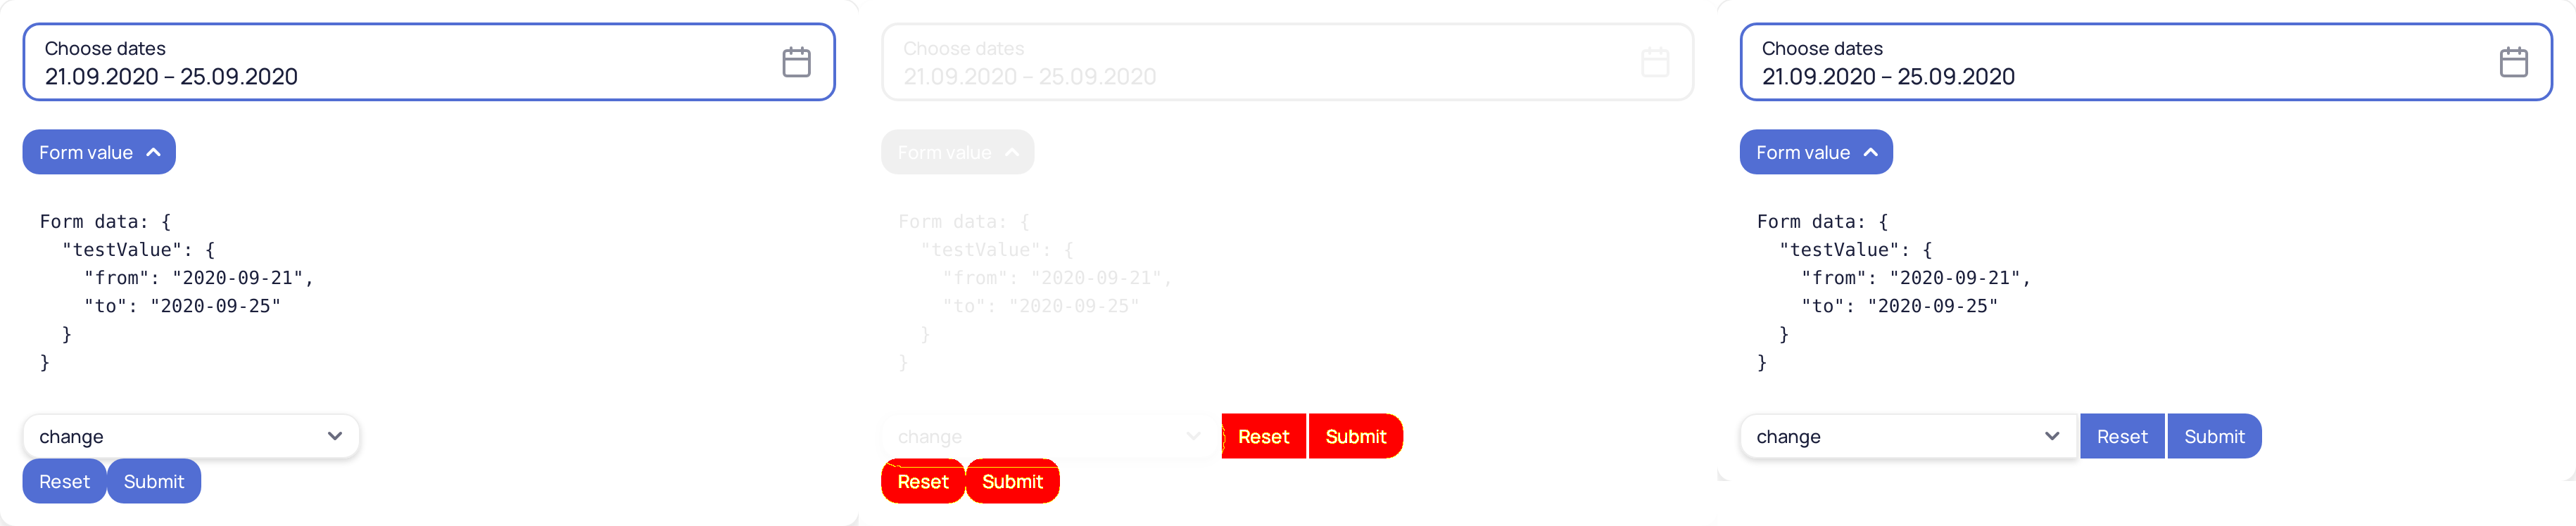 Choose dates
21.09.2020 – 25.09.2020
Form value
Form data: {
  "testValue": {
    "from": "2020-09-21",
    "to": "2020-09-25"
  }
}
change
Reset Submit
Choose dates
21.09.2020 – 25.09.2020
Form value
Form data: {
  "testValue": {
    "from": "2020-09-21",
    "to": "2020-09-25"
  }
}
change Reset Submit
Reset Submit
Choose dates
21.09.2020 – 25.09.2020
Form value
Form data: {
  "testValue": {
    "from": "2020-09-21",
    "to": "2020-09-25"
  }
}
change Reset Submit